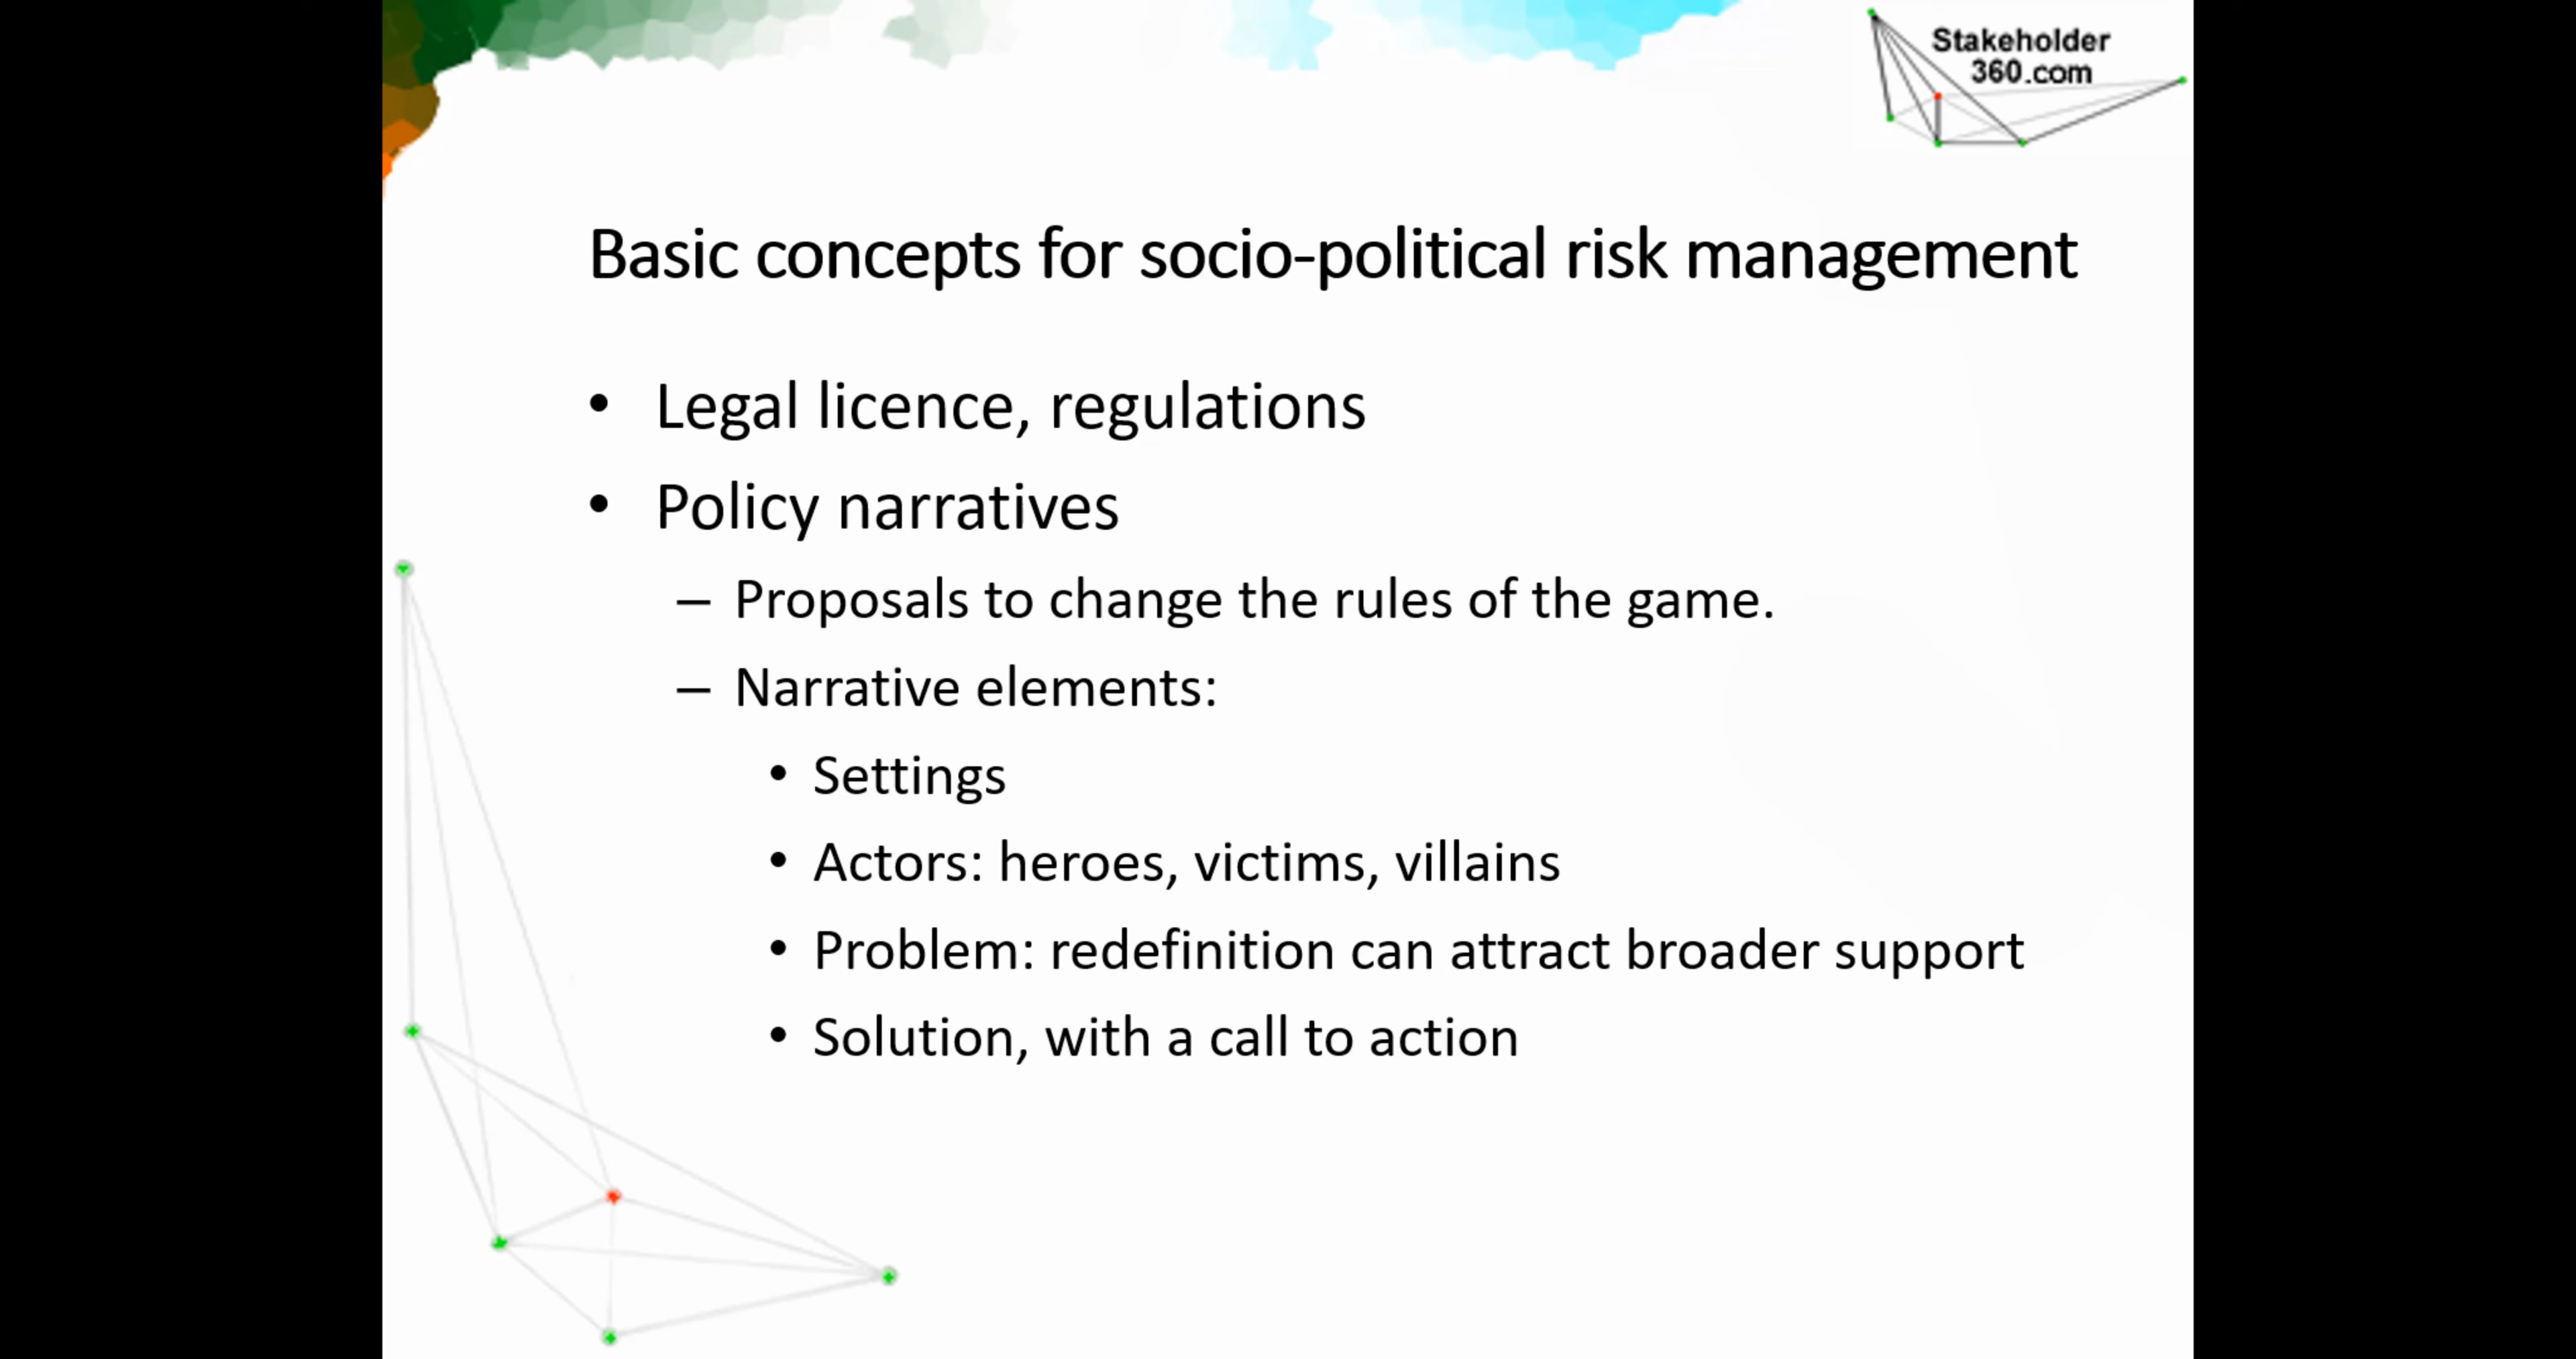 Stakeholder
360.com
Basic concepts for socio-political risk management
• Legal licence, regulations
• Policy narratives
– Proposals to change the rules of the game.
– Narrative elements:
• Settings
• Actors: heroes, victims, villains
• Problem: redefinition can attract broader support
• Solution, with a call to action